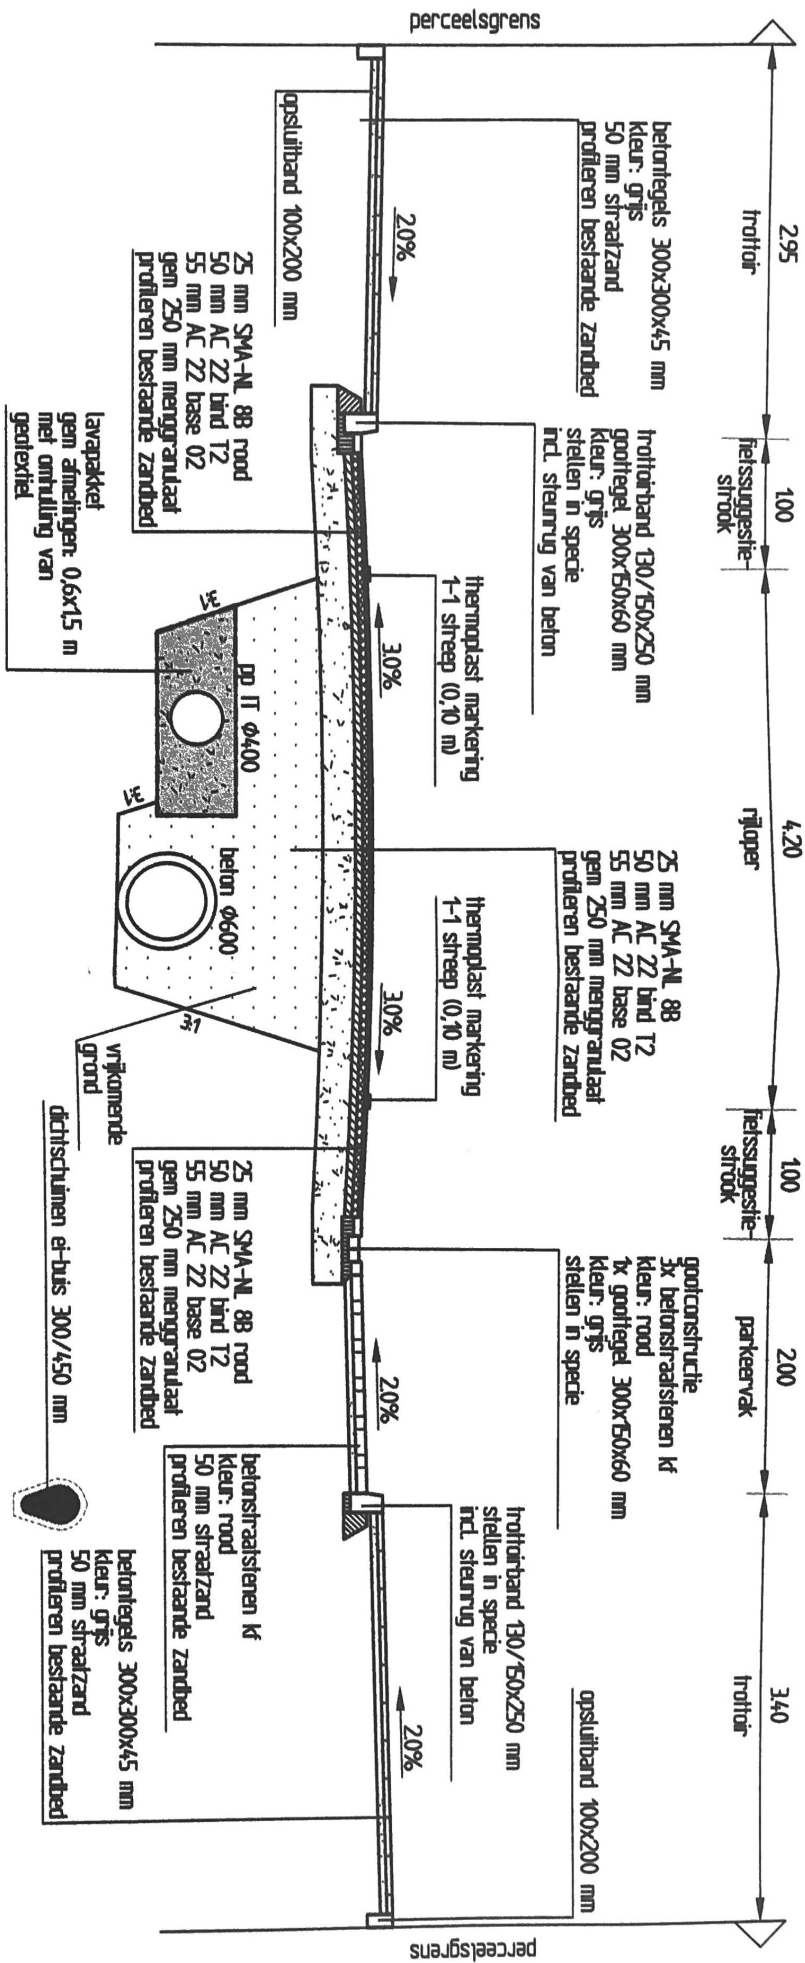 perceelsgrens
2.95
trottoir
1.00
fietssuggestie-
strook
4.20
rijloper
1.00
fietssuggestie-
strook
2.00
parkeervak
3.40
trottoir
perceelsgrens
betontegels 300x300x45 mm
kleur: grijs
50 mm straatzand
profileren bestaande zandbed
trottoirband 130/150x250 mm
goottegel 300x150x60 mm
kleur: grijs
stellen in specie
incl. steunrug van beton
thermoplast markering
1-1 streep (0,10 m)
25 mm SMA-NL 8B
50 mm AC 22 bind T2
55 mm AC 22 base 02
gem 250 mm menggranulaat
profileren bestaande zandbed
thermoplast markering
1-1 streep (0,10 m)
gootconstructie
3x betonstraatstenen kf
kleur: rood
1x goottegel 300x150x60 mm
kleur: grijs
stellen in specie
trottoirband 130/150x250 mm
stellen in specie
incl. steunrug van beton
opsluitband 100x200 mm
2.0%
3.0%
3.0%
2.0%
2.0%
opsluitband 100x200 mm
25 mm SMA-NL 8B rood
50 mm AC 22 bind T2
55 mm AC 22 base 02
gem 250 mm menggranulaat
profileren bestaande zandbed
lavapakket
gem afmetingen: 0,6x1,5 m
met omhulling van
geotextiel
3:1
pp IT Ø400
3:1
beton Ø600
3:1
vrijkomende
grond
25 mm SMA-NL 8B rood
50 mm AC 22 bind T2
55 mm AC 22 base 02
gem 250 mm menggranulaat
profileren bestaande zandbed
dichtschuimen ei-buis 300/450 mm
betonstraatstenen kf
kleur: rood
50 mm straatzand
profileren bestaande zandbed
betontegels 300x300x45 mm
kleur: grijs
50 mm straatzand
profileren bestaande zandbed